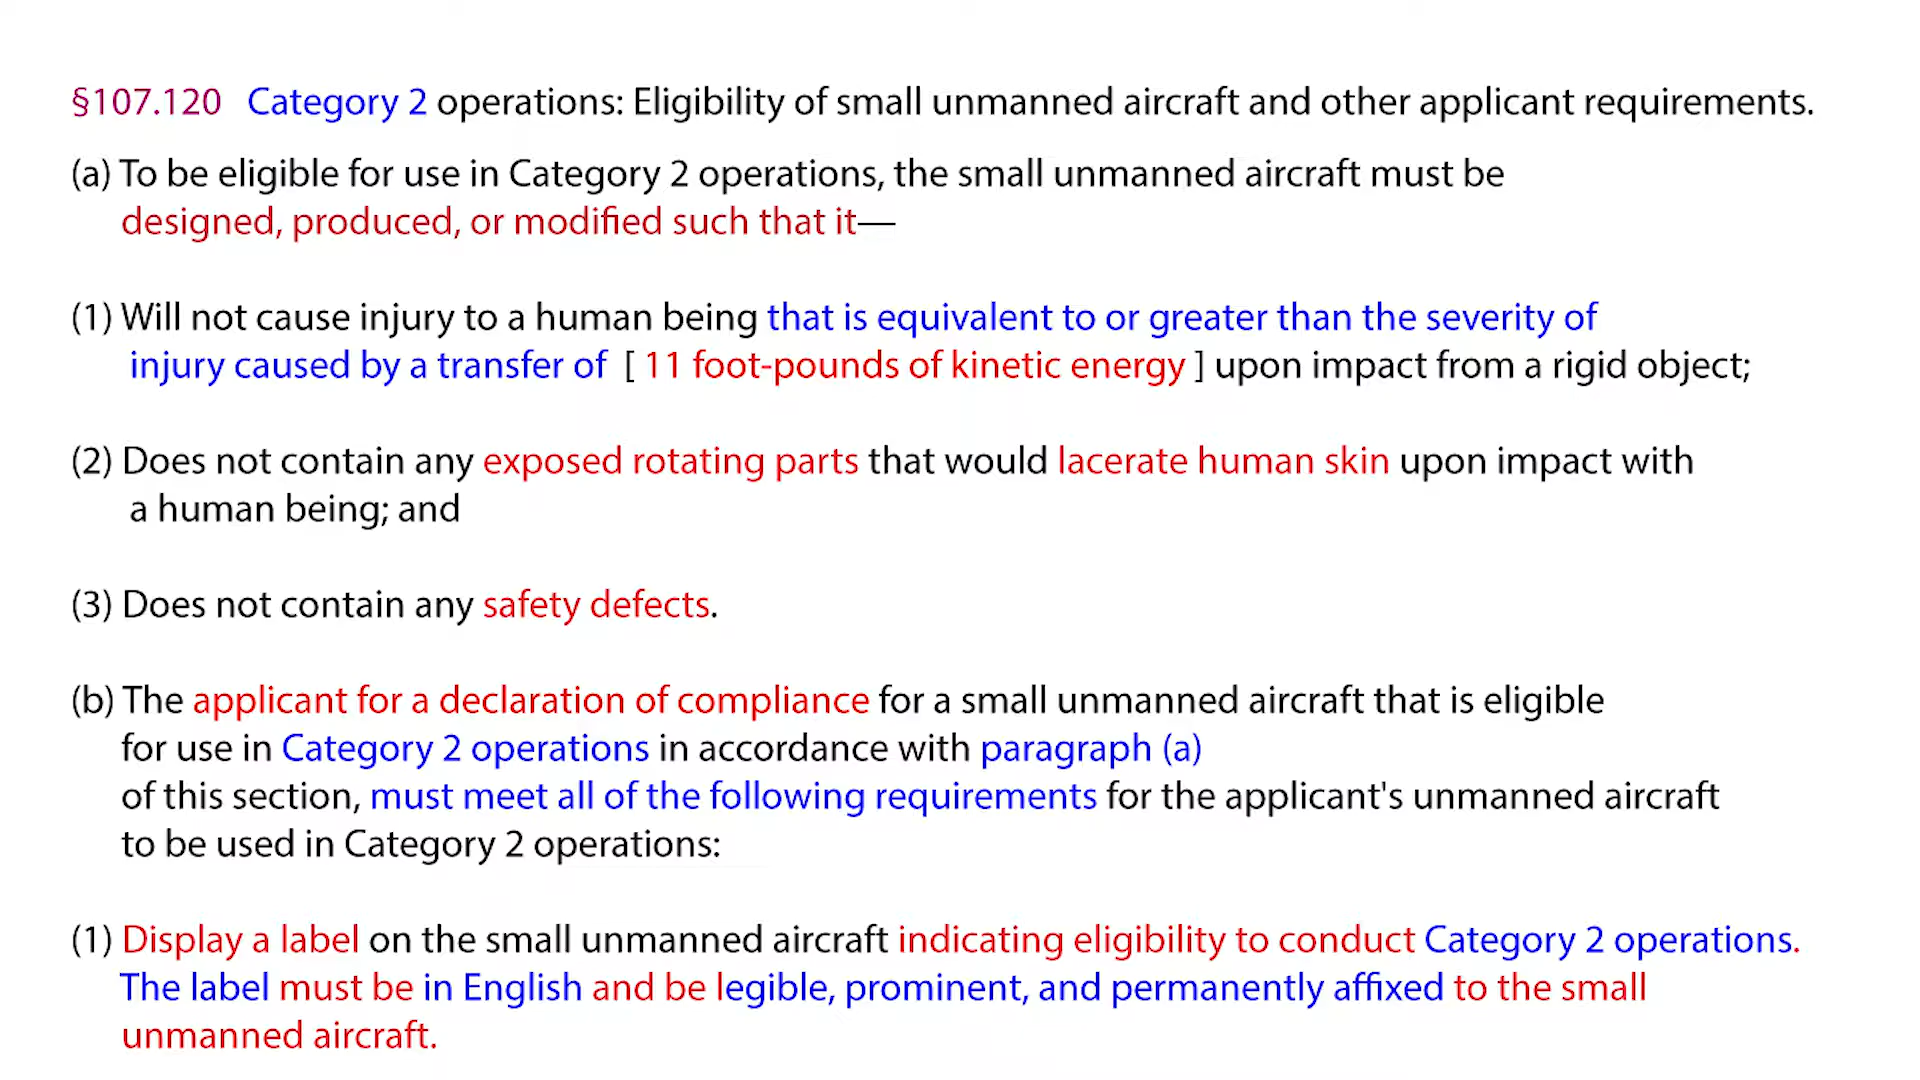 §107.120 Category 2 operations: Eligibility of small unmanned aircraft and other applicant requirements.
(a) To be eligible for use in Category 2 operations, the small unmanned aircraft must be
designed, produced, or modified such that it—
(1) Will not cause injury to a human being that is equivalent to or greater than the severity of
injury caused by a transfer of [ 11 foot-pounds of kinetic energy ] upon impact from a rigid object;
(2) Does not contain any exposed rotating parts that would lacerate human skin upon impact with
a human being; and
(3) Does not contain any safety defects.
(b) The applicant for a declaration of compliance for a small unmanned aircraft that is eligible
for use in Category 2 operations in accordance with paragraph (a)
of this section, must meet all of the following requirements for the applicant's unmanned aircraft
to be used in Category 2 operations:
(1) Display a label on the small unmanned aircraft indicating eligibility to conduct Category 2 operations.
The label must be in English and be legible, prominent, and permanently affixed to the small
unmanned aircraft.